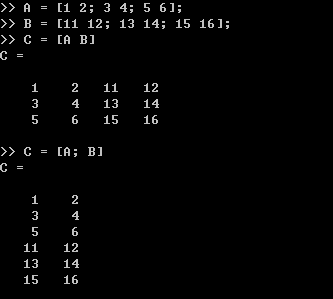 >> A = [1 2; 3 4; 5 6];
>> B = [11 12; 13 14; 15 16];
>> C = [A B]
C =
1 2 11 12
3 4 13 14
5 6 15 16
>> C = [A; B]
C =
1 2
3 4
5 6
11 12
13 14
15 16